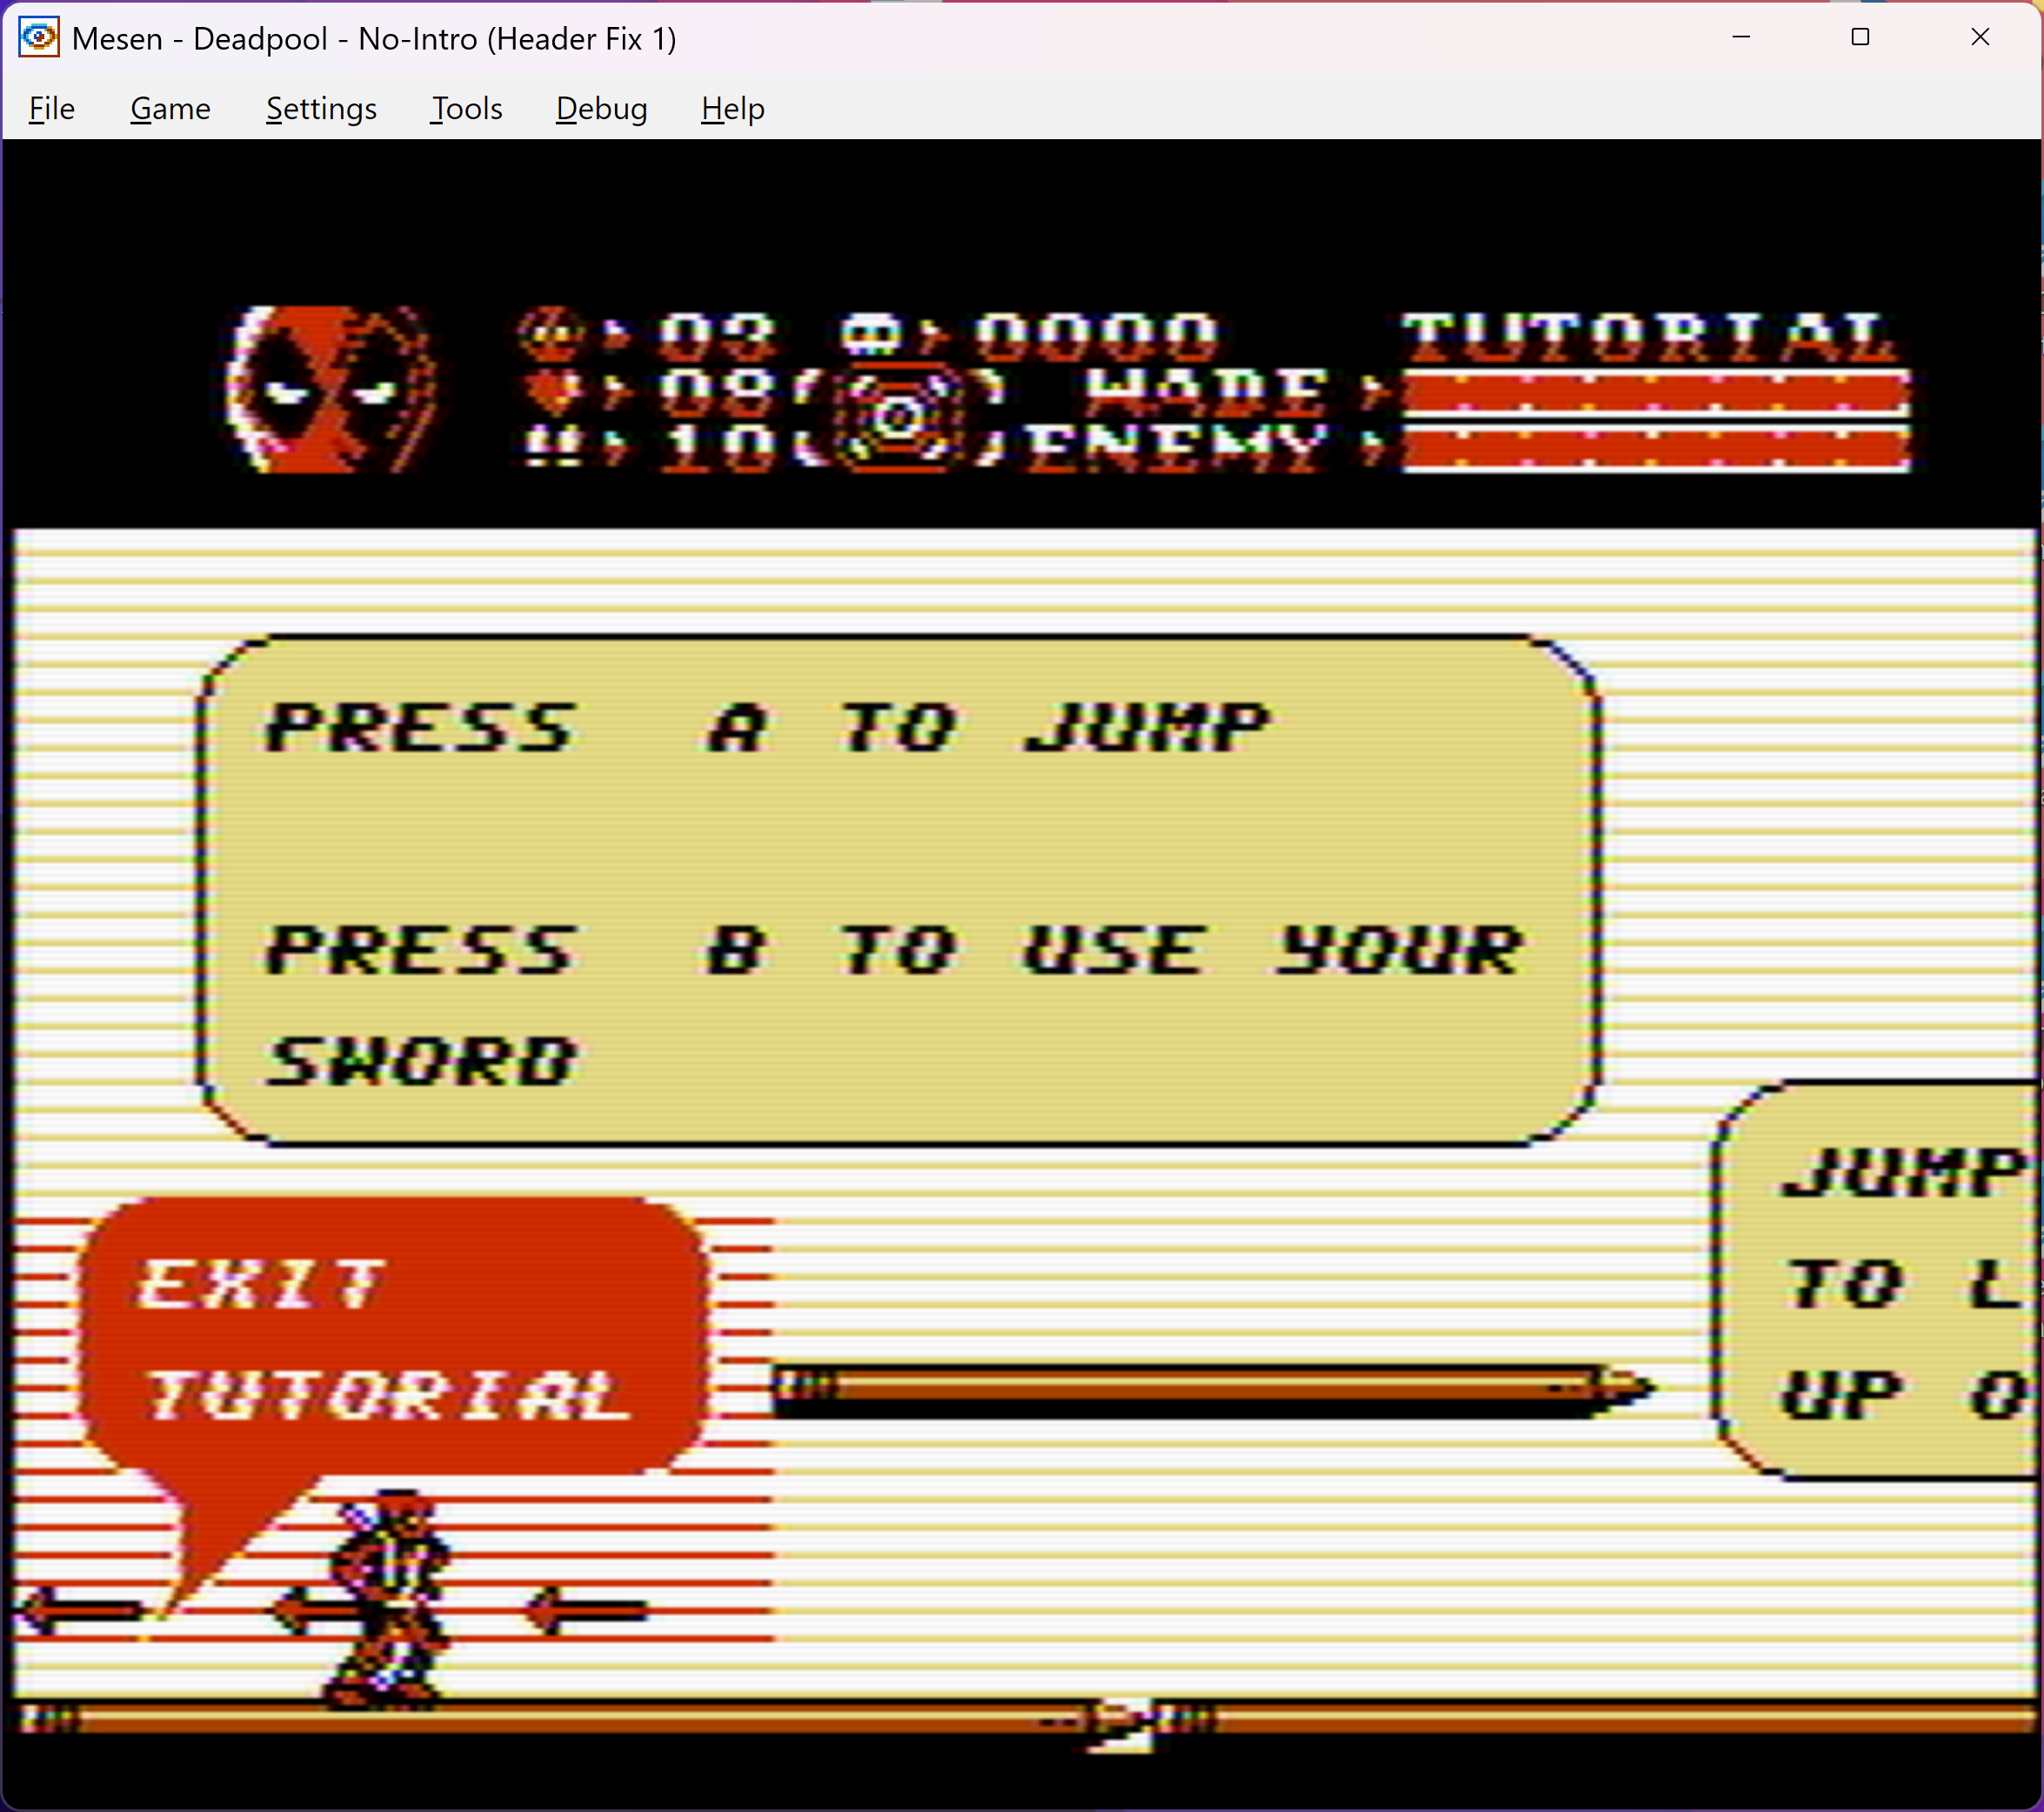 Mesen - Deadpool - No-Intro (Header Fix 1)
File Game Settings Tools Debug Help
03 0000 TUTORIAL
08 WADE
10 ENEMY
PRESS A TO JUMP
PRESS B TO USE YOUR
SWORD
JUMP
TO L
UP O
EXIT
TUTORIAL